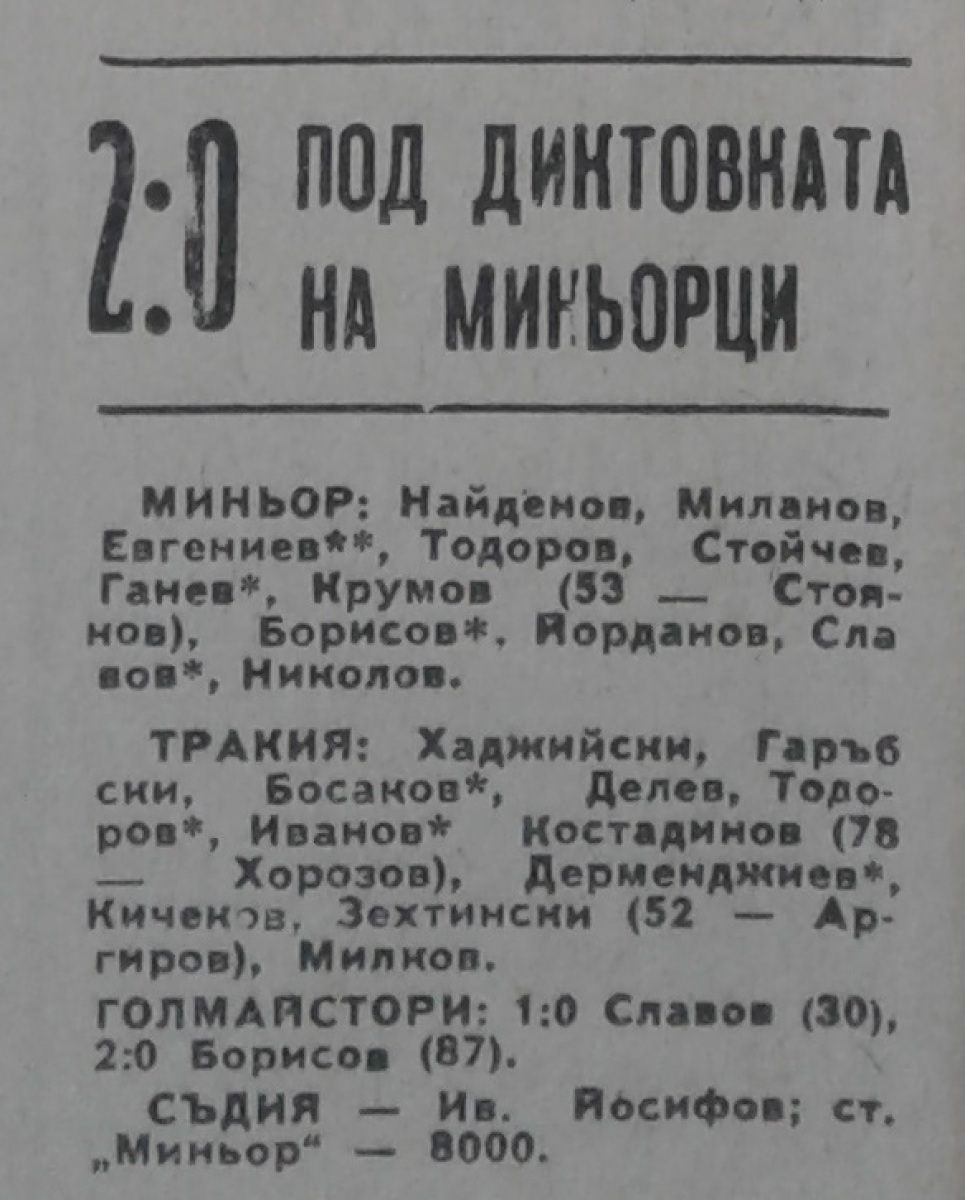 2:0 ПОД ДИКТОВКАТА
НА МИНЬОРЦИ
МИНЬОР: Найденов, Миланов,
Евгениев**, Тодоров, Стойчев,
Ганев*, Крумов (53 — Стоя-
нов), Борисов*, Йорданов, Сла
вов*, Николов.
ТРАКИЯ: Хаджийски, Гаръб
ски, Босаков*, Делев, Тодо-
ров*, Иванов* Костадинов (78
— Хорозов), Дерменджиев*,
Кичеков, Зехтински (52 — Ар-
гиров), Милков.
ГОЛМАЙСТОРИ: 1:0 Славов (30),
2:0 Борисов (87).
СЪДИЯ — Ив. Йосифов; ст.
„Миньор“ — 8000.